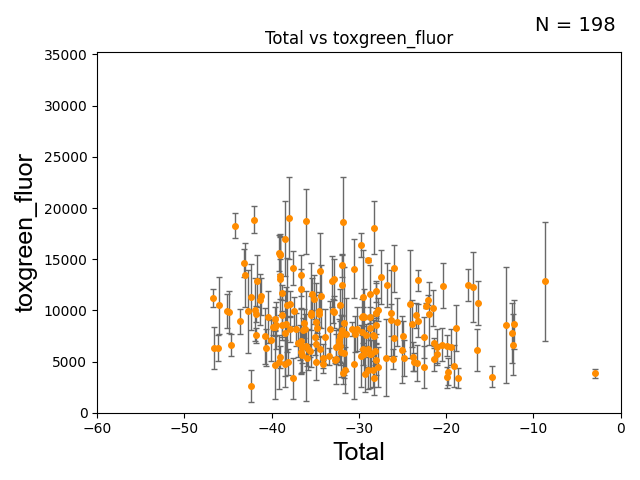 N = 198
Total vs toxgreen_fluor
35000
30000
25000
20000
15000
10000
5000
0
toxgreen_fluor
−60 −50 −40 −30 −20 −10 0
Total